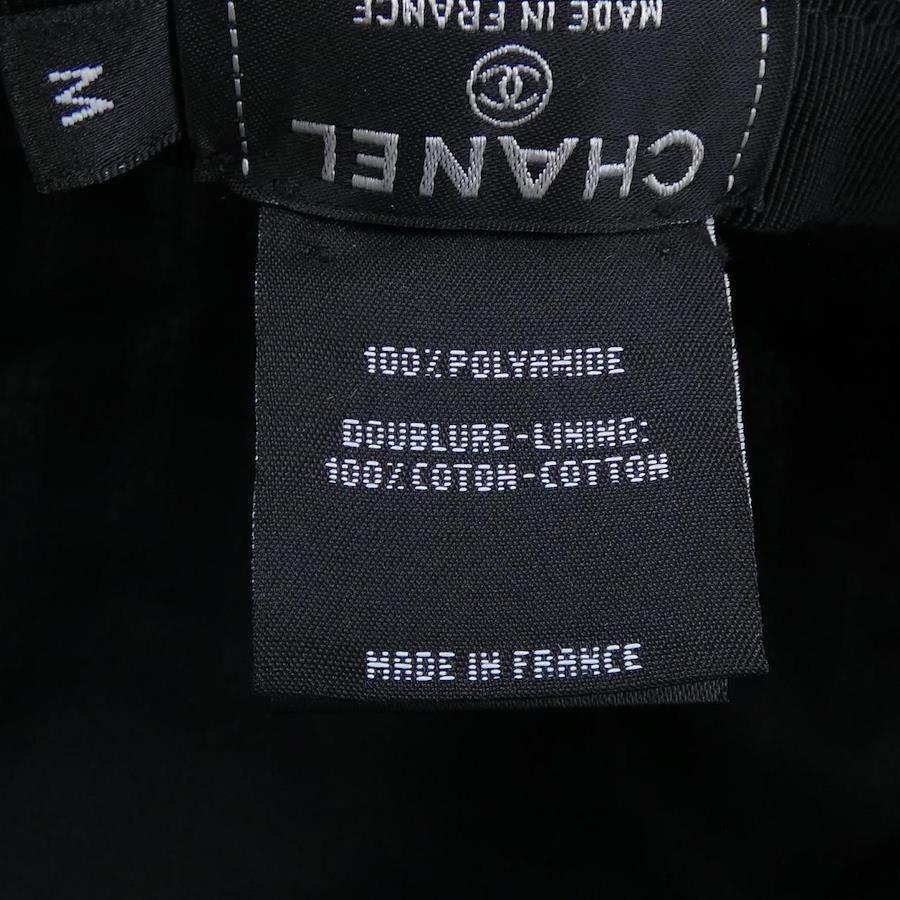 M
CHANEL
MADE IN FRANCE
100% POLYAMIDE
DOUBLURE-LINING:
100% COTON-COTTON
MADE IN FRANCE